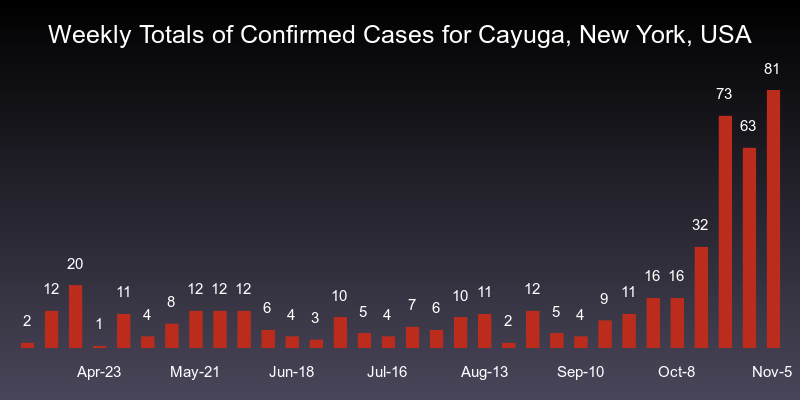 Weekly Totals of Confirmed Cases for Cayuga, New York, USA
2 12 20 1 11 4 8 12 12 12 6 4 3 10 5 4 7 6 10 11 2 12 5 4 9 11 16 16 32 73 63 81
Apr-23 May-21 Jun-18 Jul-16 Aug-13 Sep-10 Oct-8 Nov-5